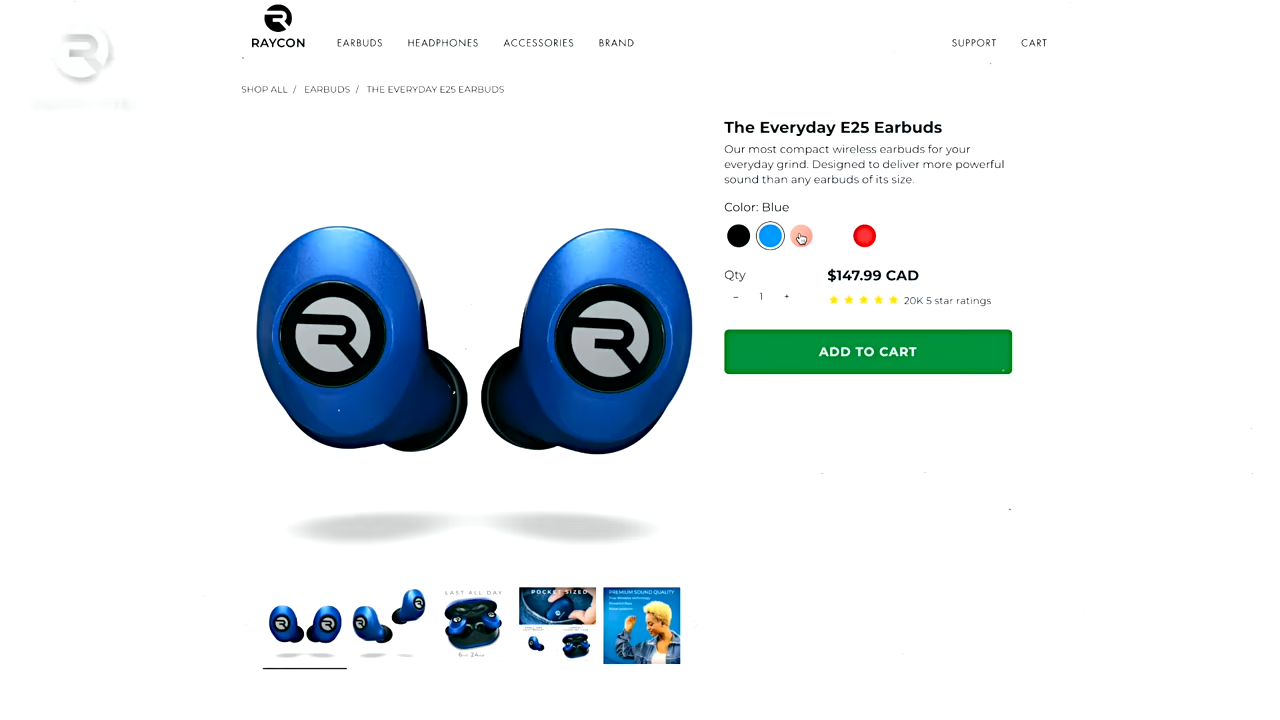 RAYCON
EARBUDS
HEADPHONES
ACCESSORIES
BRAND
SUPPORT
CART
SHOP ALL / EARBUDS / THE EVERYDAY E25 EARBUDS
The Everyday E25 Earbuds
Our most compact wireless earbuds for your
everyday grind. Designed to deliver more powerful
sound than any earbuds of its size.
Color: Blue
Qty
$147.99 CAD
– 1 +
20K 5 star ratings
ADD TO CART
LAST ALL DAY
POCKET SIZED
PREMIUM SOUND QUALITY